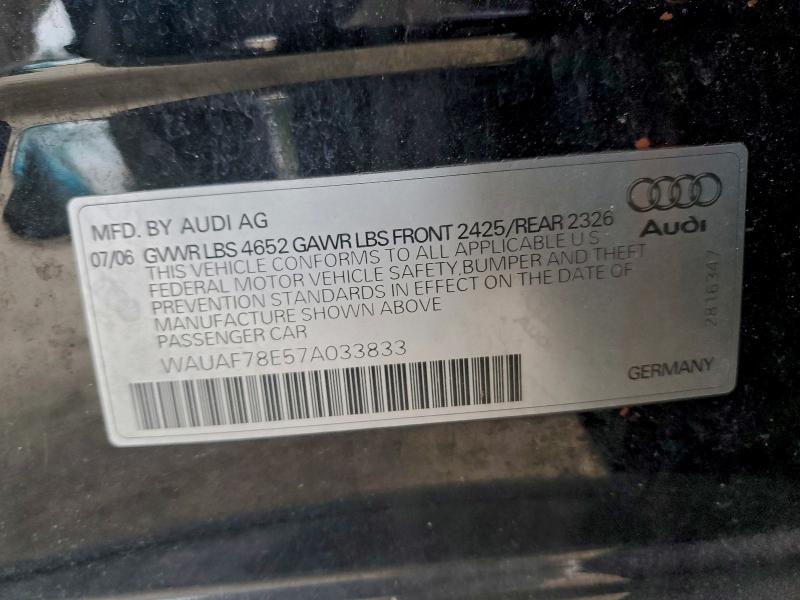 MFD. BY AUDI AG
Audi
07/06 GVWR LBS 4652 GAWR LBS FRONT 2425/REAR 2326
THIS VEHICLE CONFORMS TO ALL APPLICABLE U S
FEDERAL MOTOR VEHICLE SAFETY,BUMPER AND THEFT
PREVENTION STANDARDS IN EFFECT ON THE DATE OF
MANUFACTURE SHOWN ABOVE
PASSENGER CAR
WAUAF78E57A033833
GERMANY
2816347